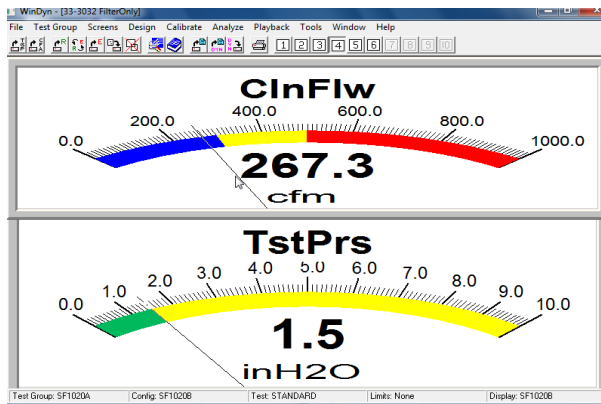 WinDyn - [33-3032 FilterOnly]
File Test Group Screens Design Calibrate Analyze Playback Tools Window Help
1 2 3 4 5 6 7 8 9 10
ClnFlw
0.0 200.0 400.0 600.0 800.0 1000.0
267.3
cfm
TstPrs
0.0 1.0 2.0 3.0 4.0 5.0 6.0 7.0 8.0 9.0 10.0
1.5
inH2O
Test Group: SF1020A Config: SF1020B Test: STANDARD Limits: None Display: SF1020B